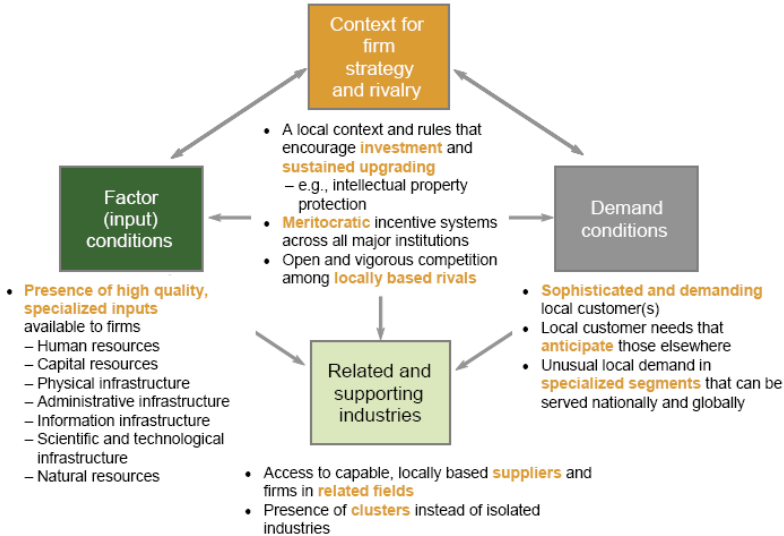 Context for
firm
strategy
and rivalry
• A local context and rules that
encourage investment and
sustained upgrading
– e.g., intellectual property
protection
• Meritocratic incentive systems
across all major institutions
• Open and vigorous competition
among locally based rivals
Factor
(input)
conditions
• Presence of high quality,
specialized inputs
available to firms
– Human resources
– Capital resources
– Physical infrastructure
– Administrative infrastructure
– Information infrastructure
– Scientific and technological
infrastructure
– Natural resources
Demand
conditions
• Sophisticated and demanding
local customer(s)
• Local customer needs that
anticipate those elsewhere
• Unusual local demand in
specialized segments that can be
served nationally and globally
Related and
supporting
industries
• Access to capable, locally based suppliers and
firms in related fields
• Presence of clusters instead of isolated
industries